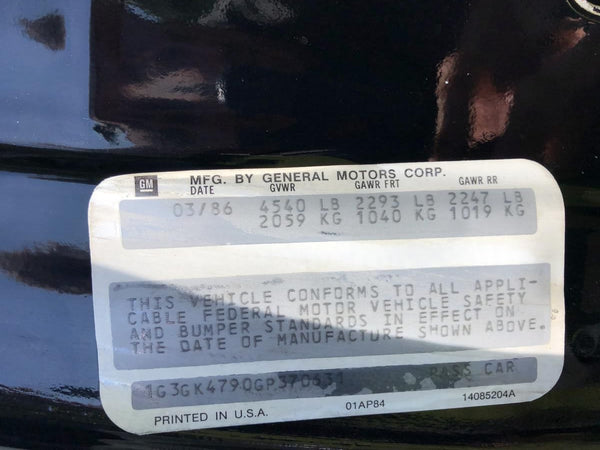 GM MFG. BY GENERAL MOTORS CORP.
DATE GVWR GAWR FRT GAWR RR
03/86 4540 LB 2293 LB 2247 LB
2059 KG 1040 KG 1019 KG
THIS VEHICLE CONFORMS TO ALL APPLI-
CABLE FEDERAL MOTOR VEHICLE SAFETY
AND BUMPER STANDARDS IN EFFECT ON
THE DATE OF MANUFACTURE SHOWN ABOVE.
1G3GK4790GP370631 PASS CAR
PRINTED IN U.S.A. 01AP84 14085204A